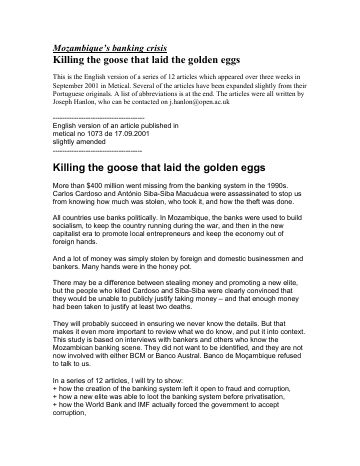 Mozambique's banking crisis
Killing the goose that laid the golden eggs
This is the English version of a series of 12 articles which appeared over three weeks in
September 2001 in Metical. Several of the articles have been expanded slightly from their
Portuguese originals. A list of abbreviations is at the end. The articles were all written by
Joseph Hanlon, who can be contacted on j.hanlon@open.ac.uk
----------------------------------------
English version of an article published in
metical no 1073 de 17.09.2001
slightly amended
---------------------------------------
Killing the goose that laid the golden eggs
More than $400 million went missing from the banking system in the 1990s.
Carlos Cardoso and António Siba-Siba Macuácua were assassinated to stop us
from knowing how much was stolen, who took it, and how the theft was done.
All countries use banks politically. In Mozambique, the banks were used to build
socialism, to keep the country running during the war, and then in the new
capitalist era to promote local entrepreneurs and keep the economy out of
foreign hands.
And a lot of money was simply stolen by foreign and domestic businessmen and
bankers. Many hands were in the honey pot.
There may be a difference between stealing money and promoting a new elite,
but the people who killed Cardoso and Siba-Siba were clearly convinced that
they would be unable to publicly justify taking money – and that enough money
had been taken to justify at least two deaths.
They will probably succeed in ensuring we never know the details. But that
makes it even more important to review what we do know, and put it into context.
This study is based on interviews with bankers and others who know the
Mozambican banking scene. They did not want to be identified, and they are not
now involved with either BCM or Banco Austral. Banco de Moçambique refused
to talk to us.
In a series of 12 articles, I will try to show:
+ how the creation of the banking system left it open to fraud and corruption,
+ how a new elite was able to loot the banking system before privatisation,
+ how the World Bank and IMF actually forced the government to accept
corruption,